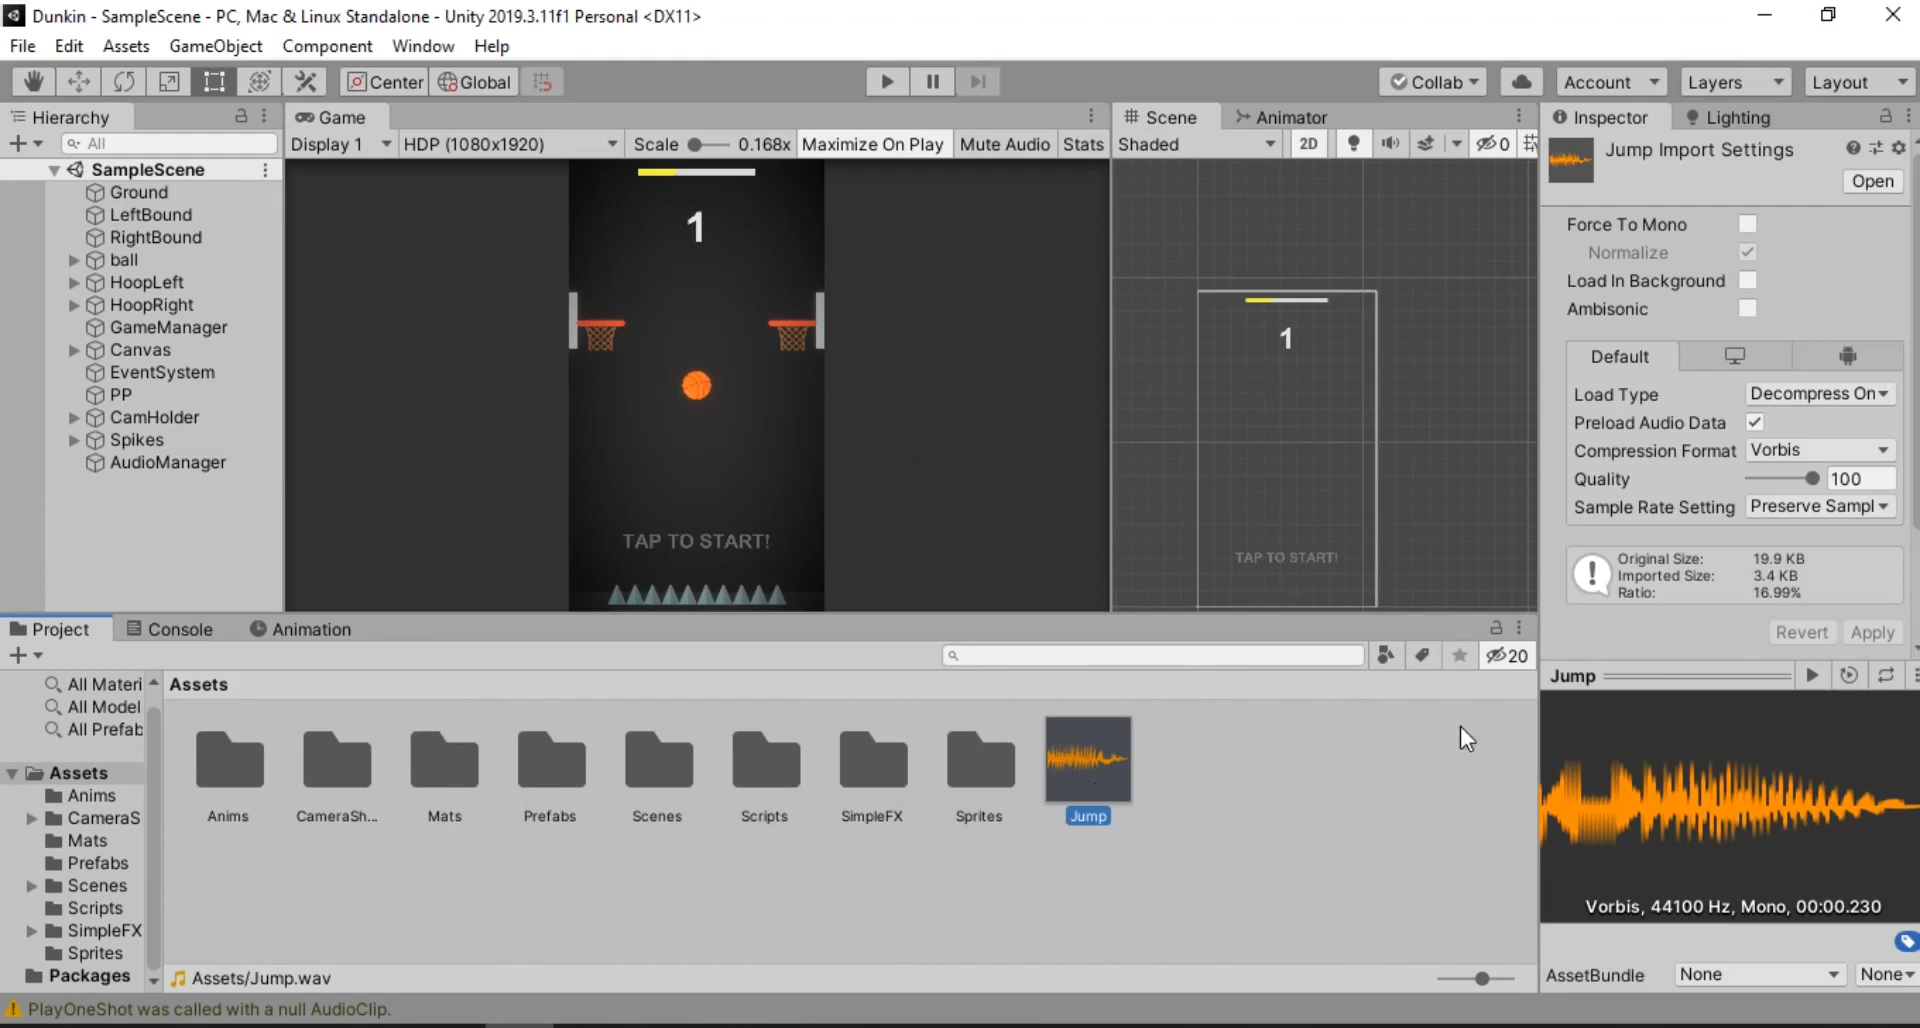 Dunkin - SampleScene - PC, Mac & Linux Standalone - Unity 2019.3.11f1 Personal <DX11>
File Edit Assets GameObject Component Window Help
Center Global Collab Account Layers Layout
Hierarchy
All
SampleScene
Ground
LeftBound
RightBound
ball
HoopLeft
HoopRight
GameManager
Canvas
EventSystem
PP
CamHolder
Spikes
AudioManager
Game
Display 1 HDP (1080x1920) Scale 0.168x Maximize On Play Mute Audio Stats
1
TAP TO START!
Scene Animator
Shaded 2D 0
1
TAP TO START!
Inspector Lighting
Jump Import Settings
Open
Force To Mono
Normalize
Load In Background
Ambisonic
Default
Load Type Decompress On
Preload Audio Data
Compression Format Vorbis
Quality 100
Sample Rate Setting Preserve Sampl
Original Size: 19.9 KB
Imported Size: 3.4 KB
Ratio: 16.99%
Revert Apply
Jump
Vorbis, 44100 Hz, Mono, 00:00.230
AssetBundle None None
Project Console Animation
20
All Materi
All Model
All Prefab
Assets
Anims
CameraS
Mats
Prefabs
Scenes
Scripts
SimpleFX
Sprites
Packages
Assets
Anims CameraSh... Mats Prefabs Scenes Scripts SimpleFX Sprites Jump
Assets/Jump.wav
PlayOneShot was called with a null AudioClip.